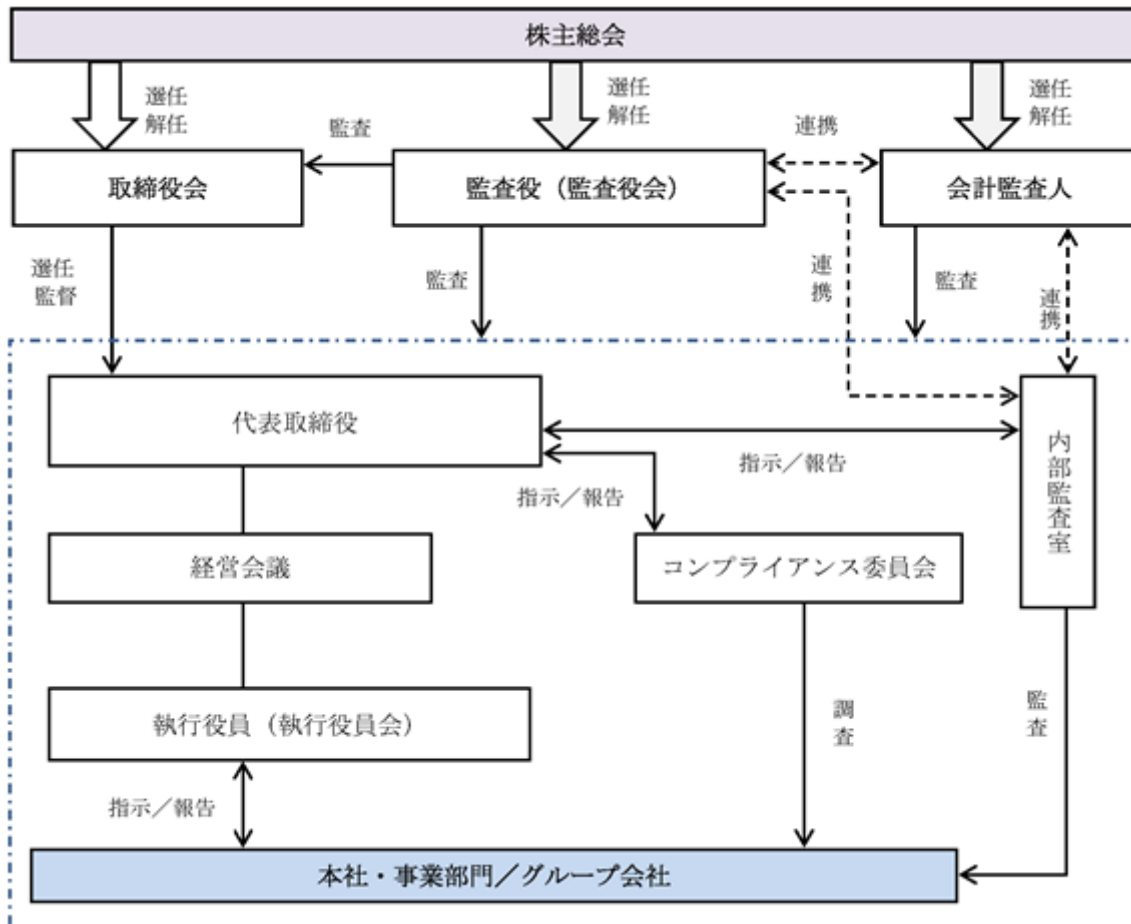 株主総会
選任
解任
選任
解任
選任
解任
監査
連携
取締役会
監査役（監査役会）
会計監査人
選任
監督
監査
連携
監査
連携
代表取締役
指示／報告
指示／報告
内部監査室
経営会議
コンプライアンス委員会
執行役員（執行役員会）
調査
監査
指示／報告
本社・事業部門／グループ会社